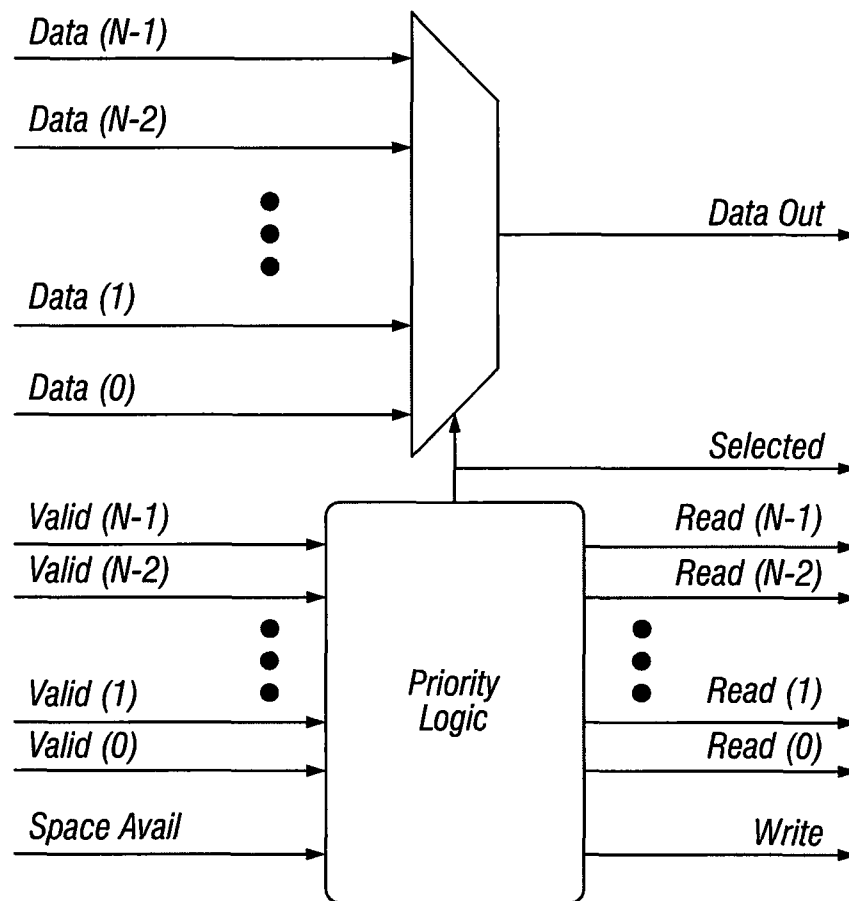 Data (N-1)
Data (N-2)
Data Out
Data (1)
Data (0)
Selected
Valid (N-1)
Read (N-1)
Valid (N-2)
Read (N-2)
Priority
Logic
Valid (1)
Read (1)
Valid (0)
Read (0)
Space Avail
Write